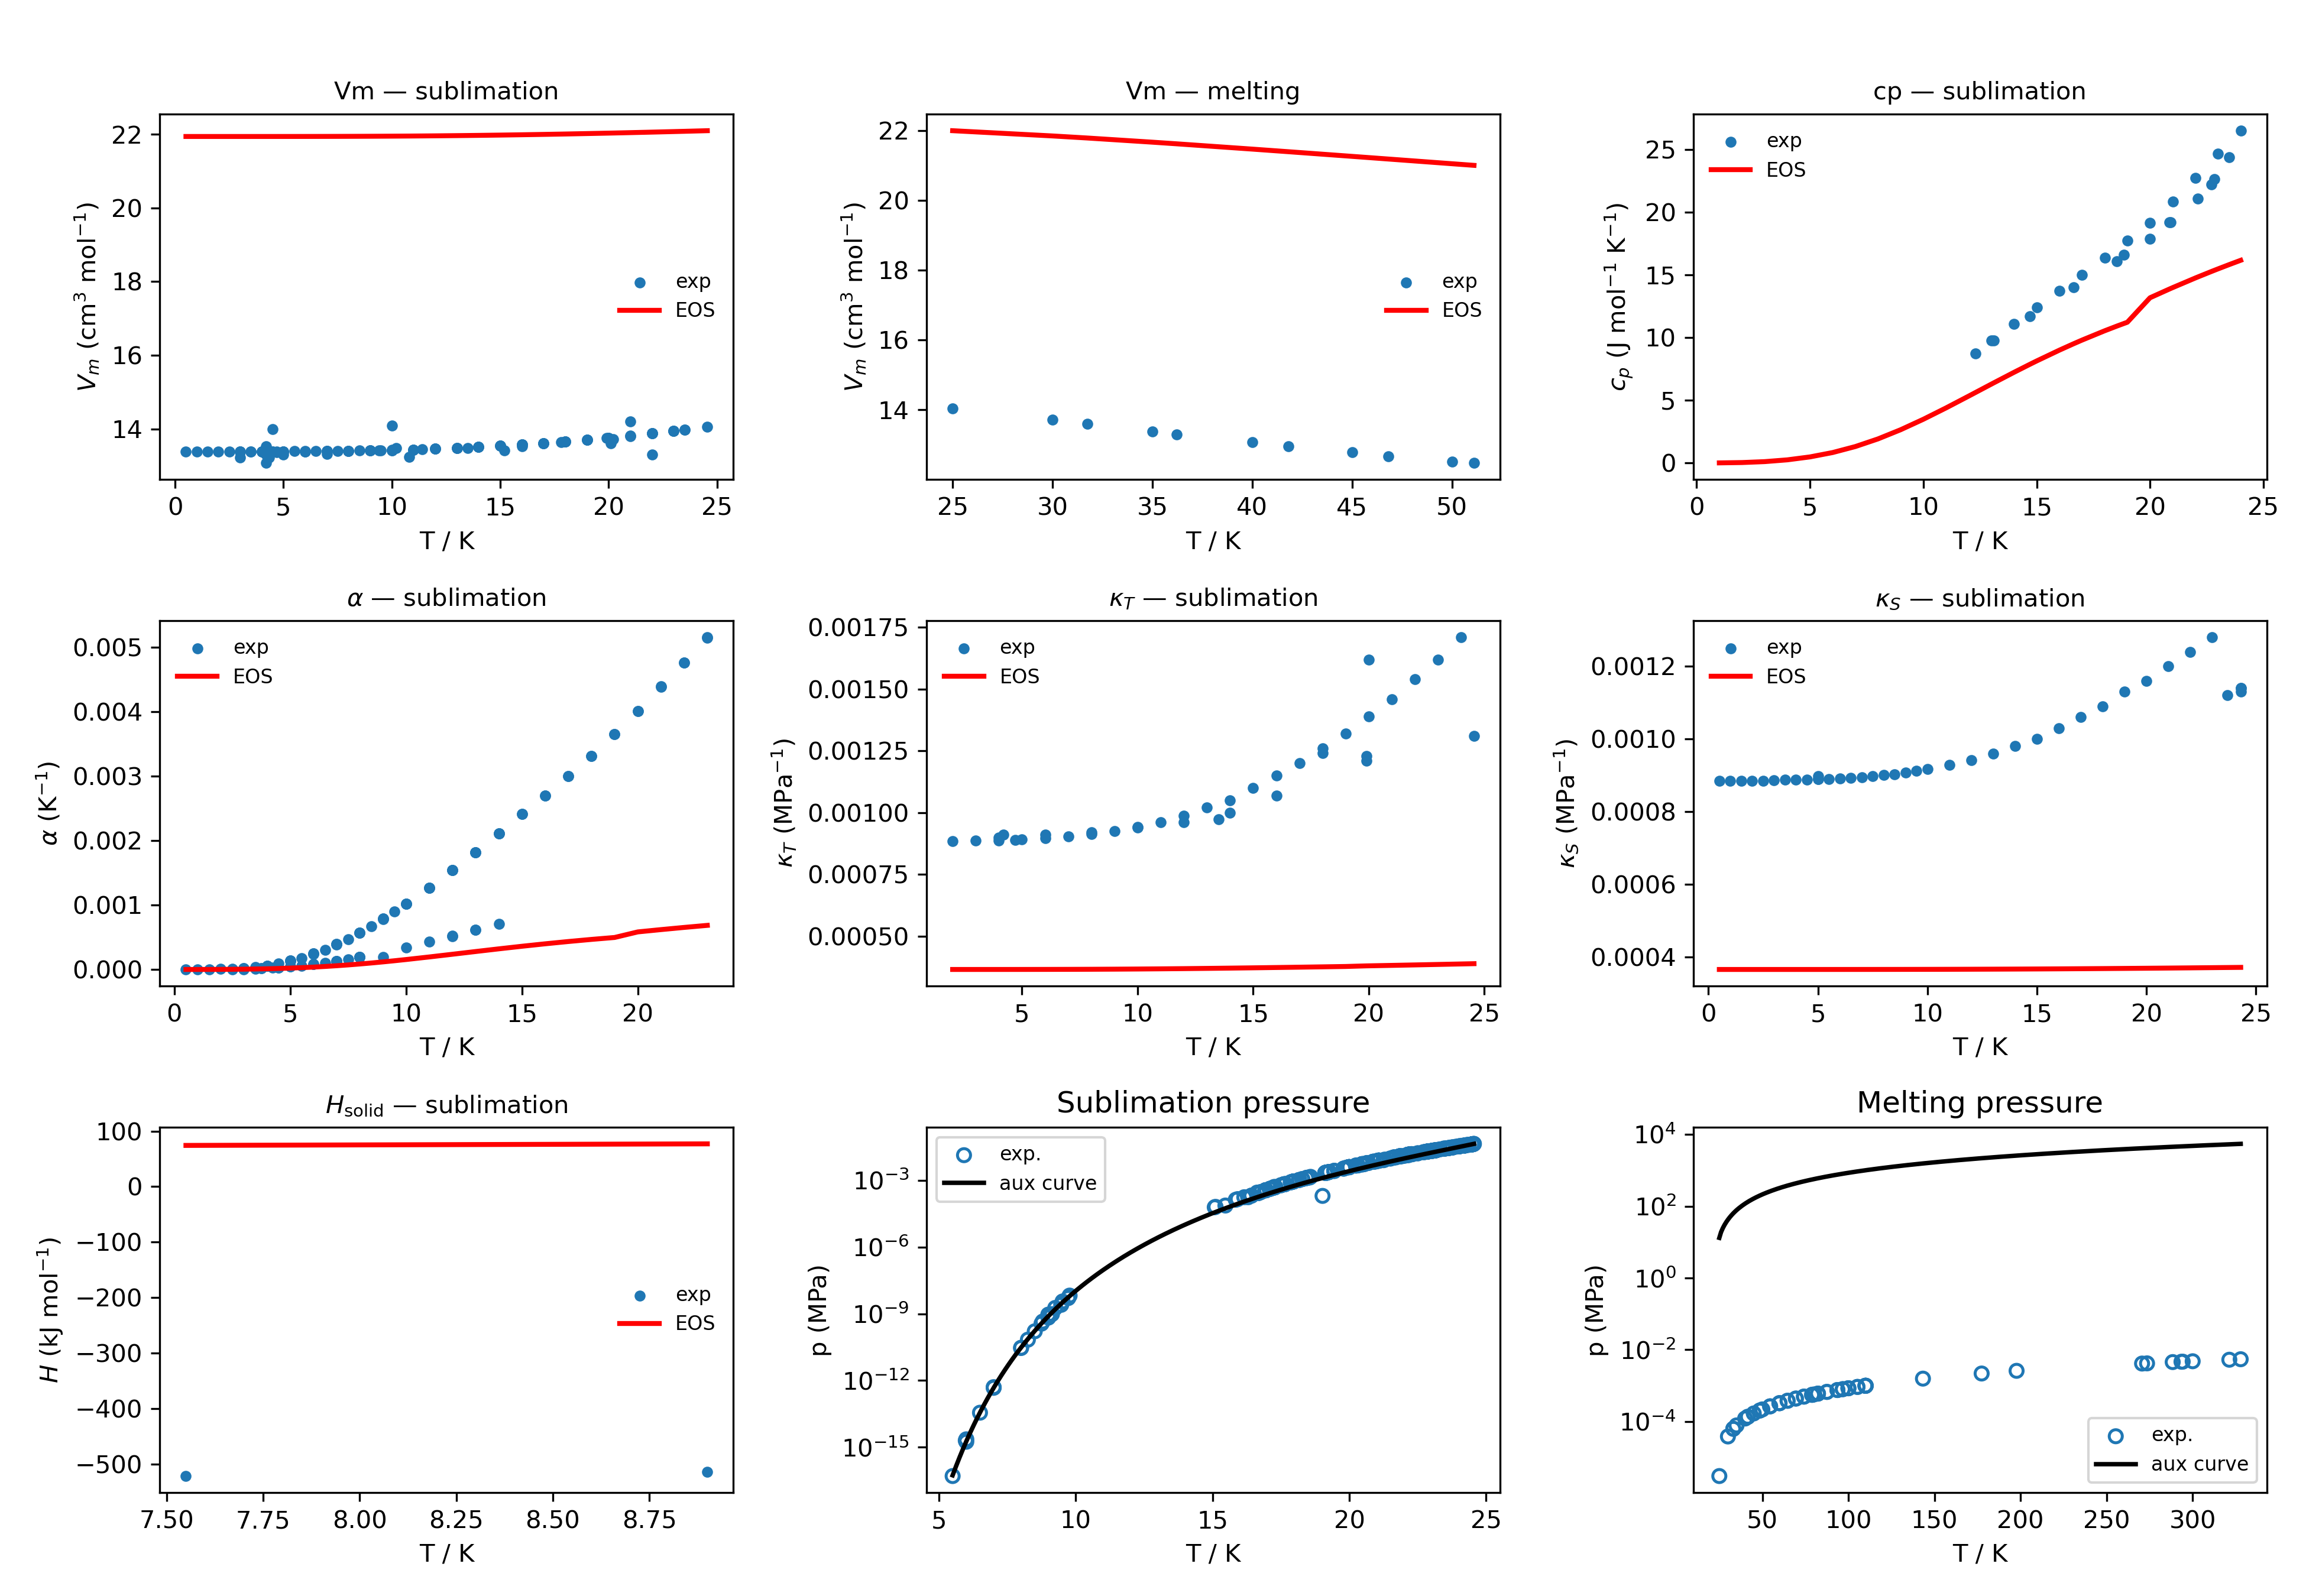 Vm — sublimation
22
20
18
16
14
V_m (cm³ mol⁻¹)
exp
EOS
0 5 10 15 20 25
T / K
Vm — melting
22
20
18
16
14
V_m (cm³ mol⁻¹)
exp
EOS
25 30 35 40 45 50
T / K
cp — sublimation
25
20
15
10
5
0
c_p (J mol⁻¹ K⁻¹)
exp
EOS
0 5 10 15 20 25
T / K
α — sublimation
0.005
0.004
0.003
0.002
0.001
0.000
α (K⁻¹)
exp
EOS
0 5 10 15 20
T / K
κ_T — sublimation
0.00175
0.00150
0.00125
0.00100
0.00075
0.00050
κ_T (MPa⁻¹)
exp
EOS
5 10 15 20 25
T / K
κ_S — sublimation
0.0012
0.0010
0.0008
0.0006
0.0004
κ_S (MPa⁻¹)
exp
EOS
0 5 10 15 20 25
T / K
H_solid — sublimation
100
0
−100
−200
−300
−400
−500
H (kJ mol⁻¹)
exp
EOS
7.50 7.75 8.00 8.25 8.50 8.75
T / K
Sublimation pressure
10⁻³
10⁻⁶
10⁻⁹
10⁻¹²
10⁻¹⁵
p (MPa)
exp.
aux curve
5 10 15 20 25
T / K
Melting pressure
10⁴
10²
10⁰
10⁻²
10⁻⁴
p (MPa)
exp.
aux curve
50 100 150 200 250 300
T / K